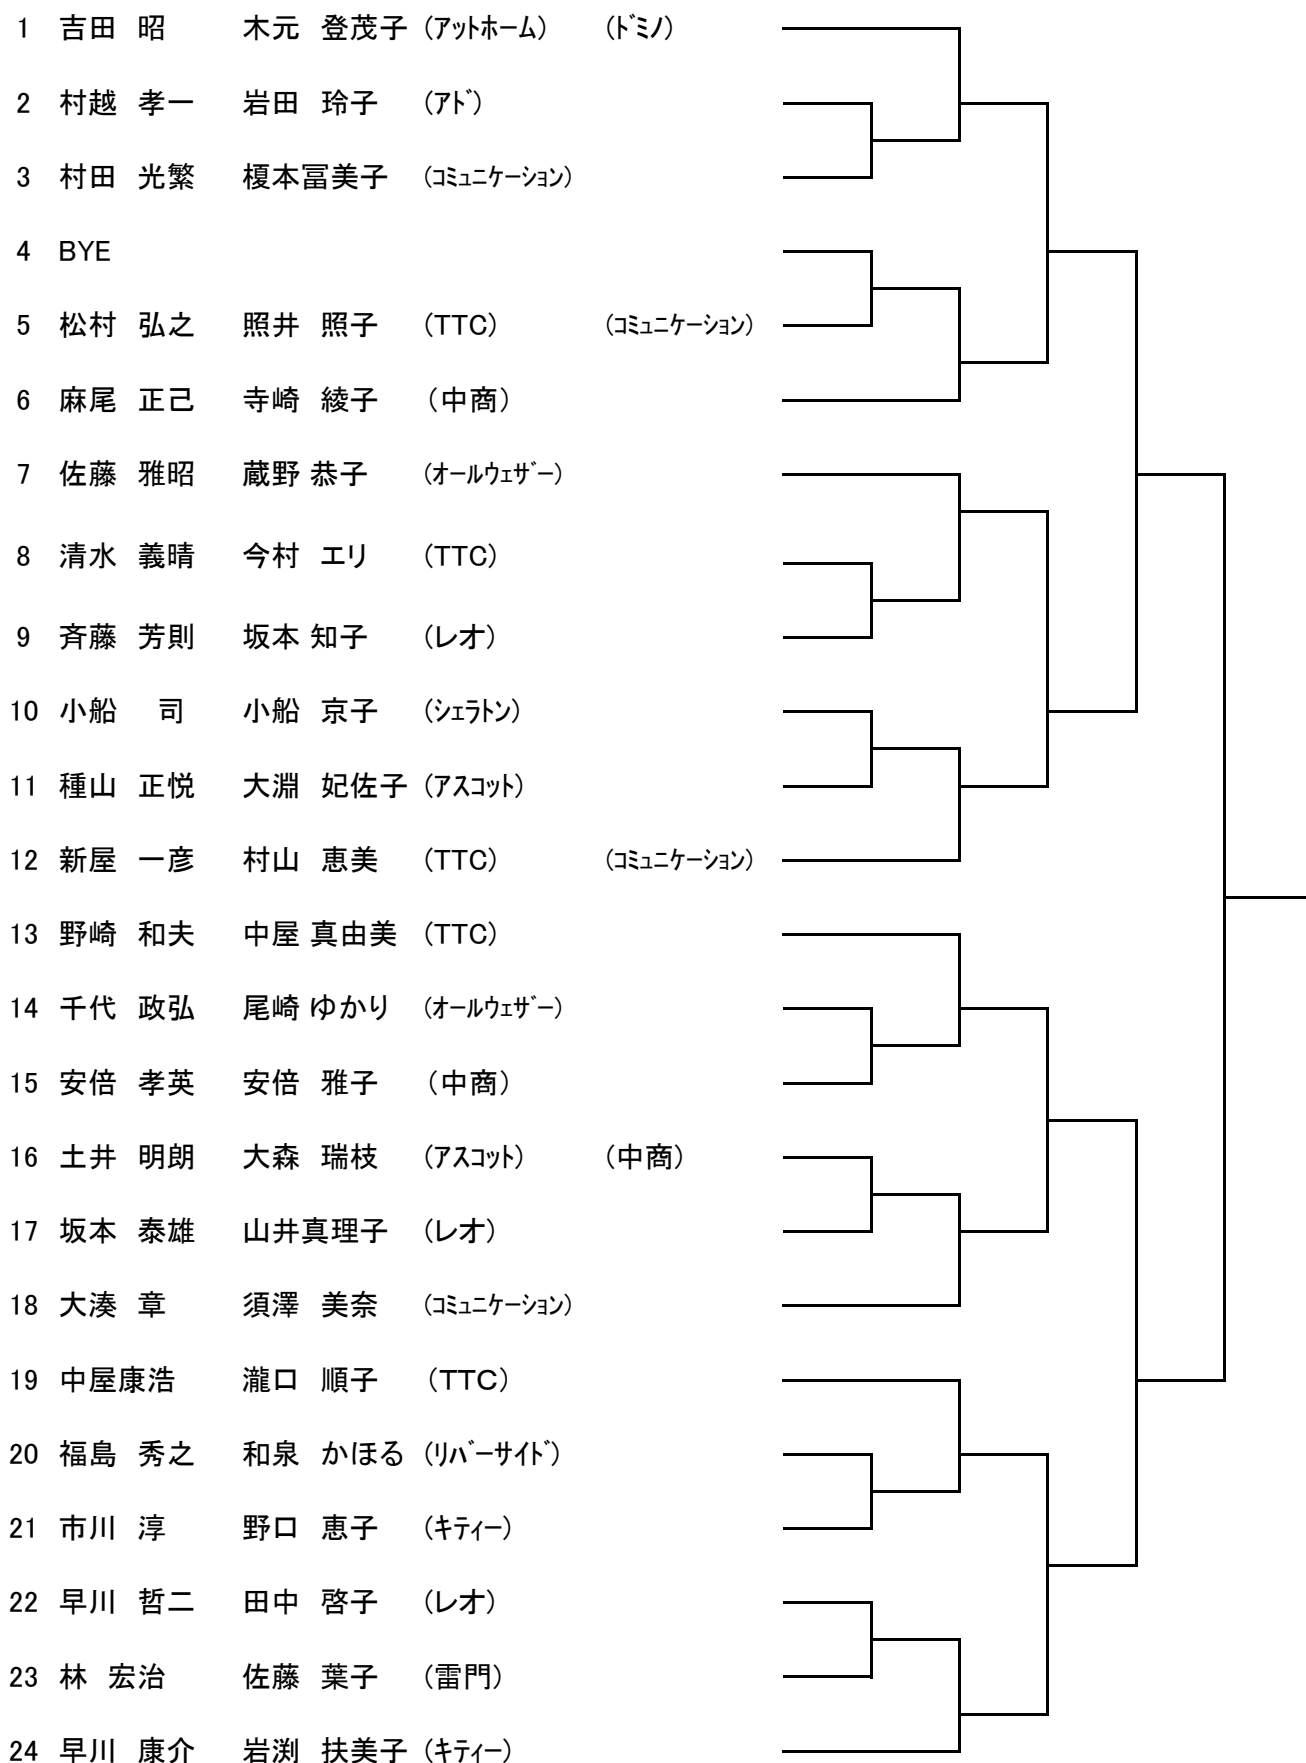 1 吉田 昭 木元 登茂子 (ｱｯﾄﾎｰﾑ) (ﾄﾞﾐﾉ)
2 村越 孝一 岩田 玲子 (ｱﾄﾞ)
3 村田 光繁 榎本冨美子 (ｺﾐｭﾆｹｰｼｮﾝ)
4 BYE
5 松村 弘之 照井 照子 (TTC) (ｺﾐｭﾆｹｰｼｮﾝ)
6 麻尾 正己 寺崎 綾子 （中商）
7 佐藤 雅昭 蔵野 恭子 (ｵｰﾙｳｪｻﾞｰ)
8 清水 義晴 今村 エリ (TTC)
9 斉藤 芳則 坂本 知子 (レオ)
10 小船 司 小船 京子 (ｼｪﾗﾄﾝ)
11 種山 正悦 大淵 妃佐子 (ｱｽｺｯﾄ)
12 新屋 一彦 村山 恵美 (TTC) (ｺﾐｭﾆｹｰｼｮﾝ)
13 野崎 和夫 中屋 真由美 (TTC)
14 千代 政弘 尾崎 ゆかり (ｵｰﾙｳｪｻﾞｰ)
15 安倍 孝英 安倍 雅子 （中商）
16 土井 明朗 大森 瑞枝 (ｱｽｺｯﾄ) (中商)
17 坂本 泰雄 山井真理子 (レオ)
18 大湊 章 須澤 美奈 (ｺﾐｭﾆｹｰｼｮﾝ)
19 中屋康浩 瀧口 順子 （TTC）
20 福島 秀之 和泉 かほる (ﾘﾊﾞｰｻｲﾄﾞ)
21 市川 淳 野口 恵子 (ｷﾃｨｰ)
22 早川 哲二 田中 啓子 (レオ)
23 林 宏治 佐藤 葉子 (雷門)
24 早川 康介 岩渕 扶美子 (ｷﾃｨｰ)